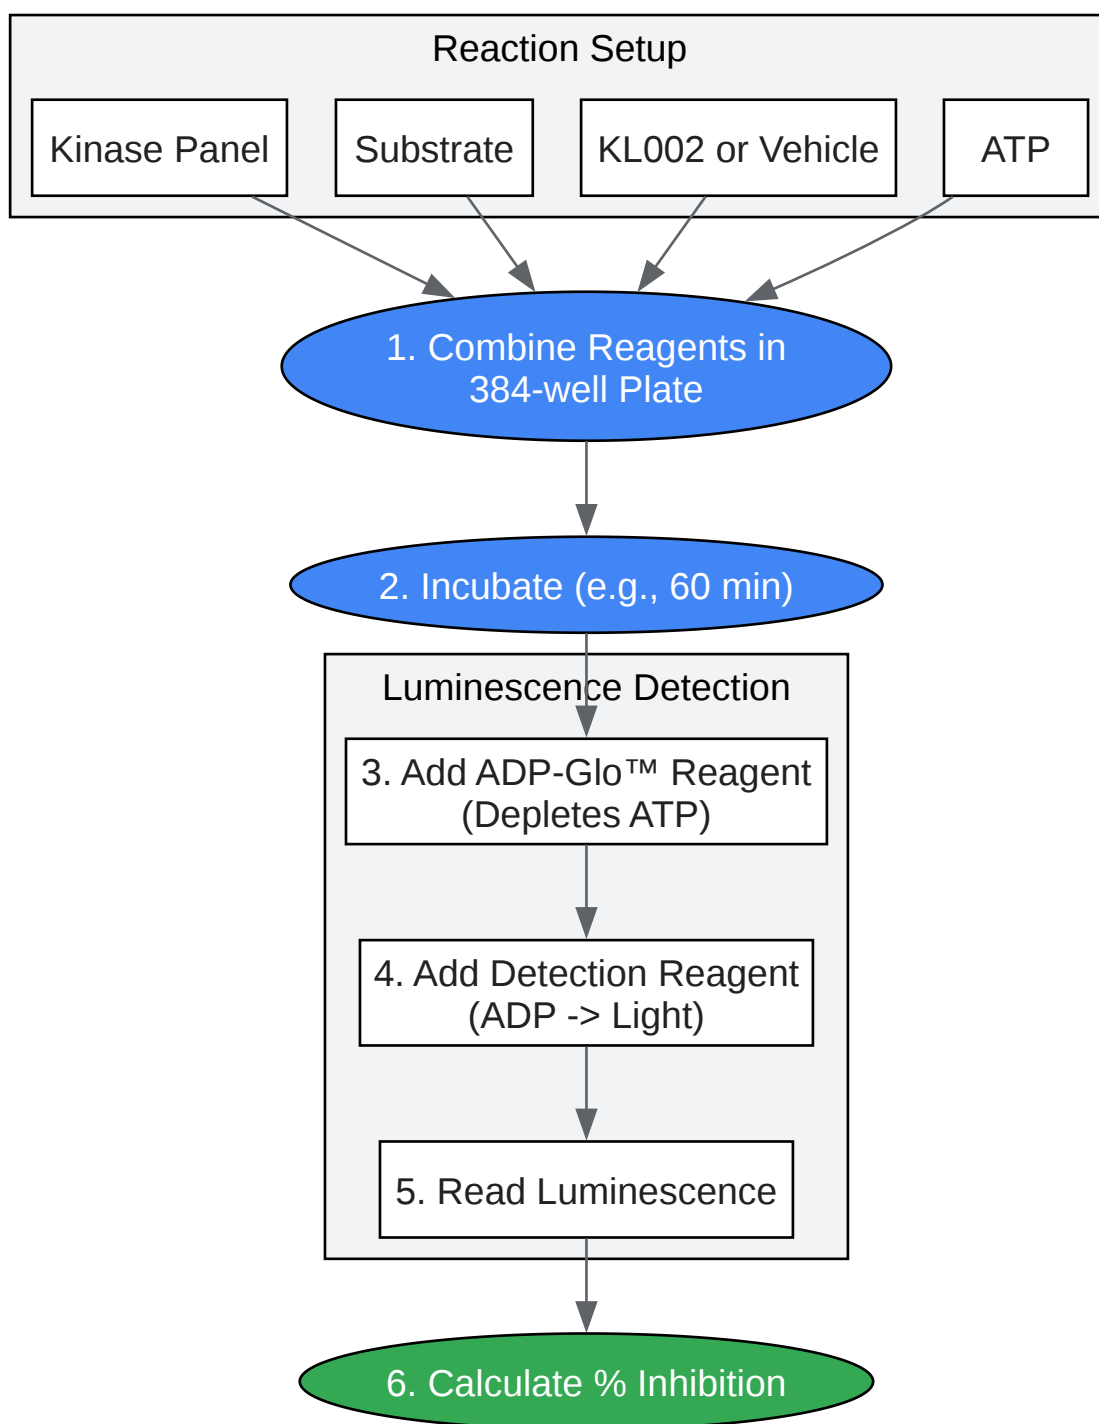 Reaction Setup
Kinase Panel
Substrate
KL002 or Vehicle
ATP
1. Combine Reagents in
384-well Plate
2. Incubate (e.g., 60 min)
Luminescence Detection
3. Add ADP-Glo™ Reagent
(Depletes ATP)
4. Add Detection Reagent
(ADP -> Light)
5. Read Luminescence
6. Calculate % Inhibition